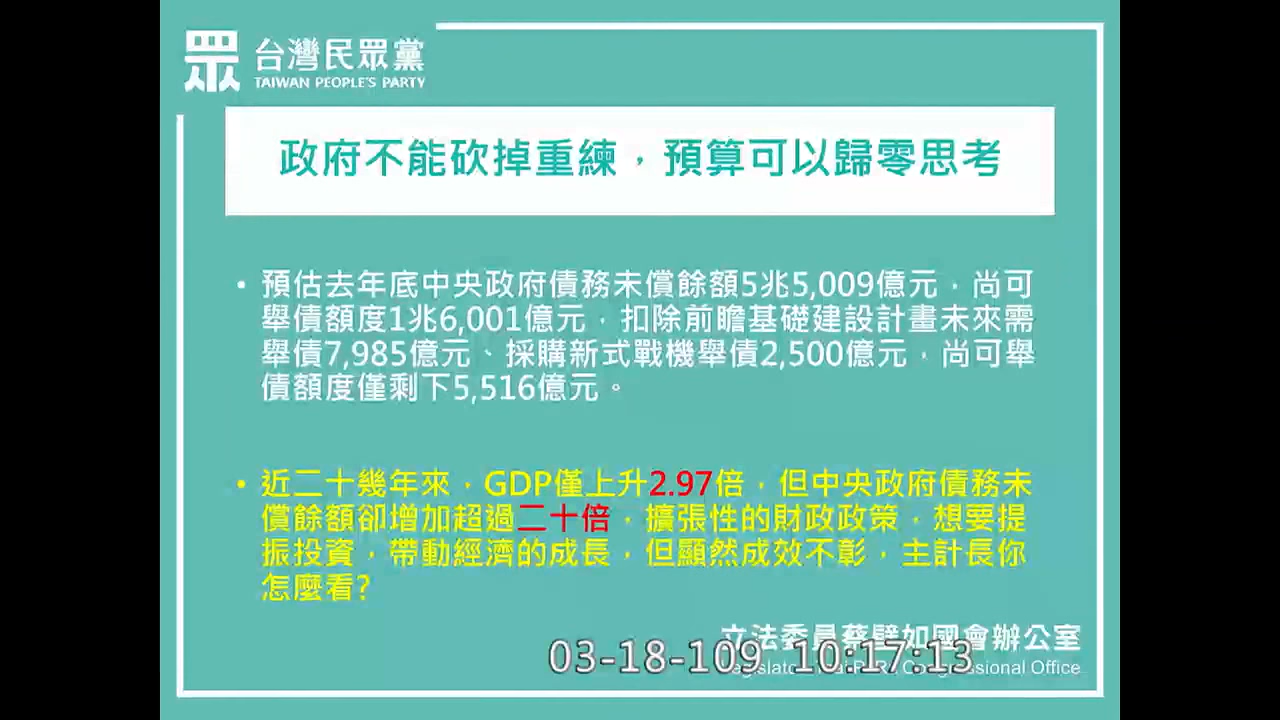 眾 台灣民眾黨
TAIWAN PEOPLE'S PARTY
政府不能砍掉重練，預算可以歸零思考
• 預估去年底中央政府債務未償餘額5兆5,009億元，尚可
舉債額度1兆6,001億元，扣除前瞻基礎建設計畫未來需
舉債7,985億元、採購新式戰機舉債2,500億元，尚可舉
債額度僅剩下5,516億元。
• 近二十幾年來，GDP僅上升2.97倍，但中央政府債務未
償餘額卻增加超過二十倍，擴張性的財政政策，想要提
振投資，帶動經濟的成長，但顯然成效不彰，主計長你
怎麼看?
立法委員蔡壁如國會辦公室
Congressional Office
03-18-109 10:17:13